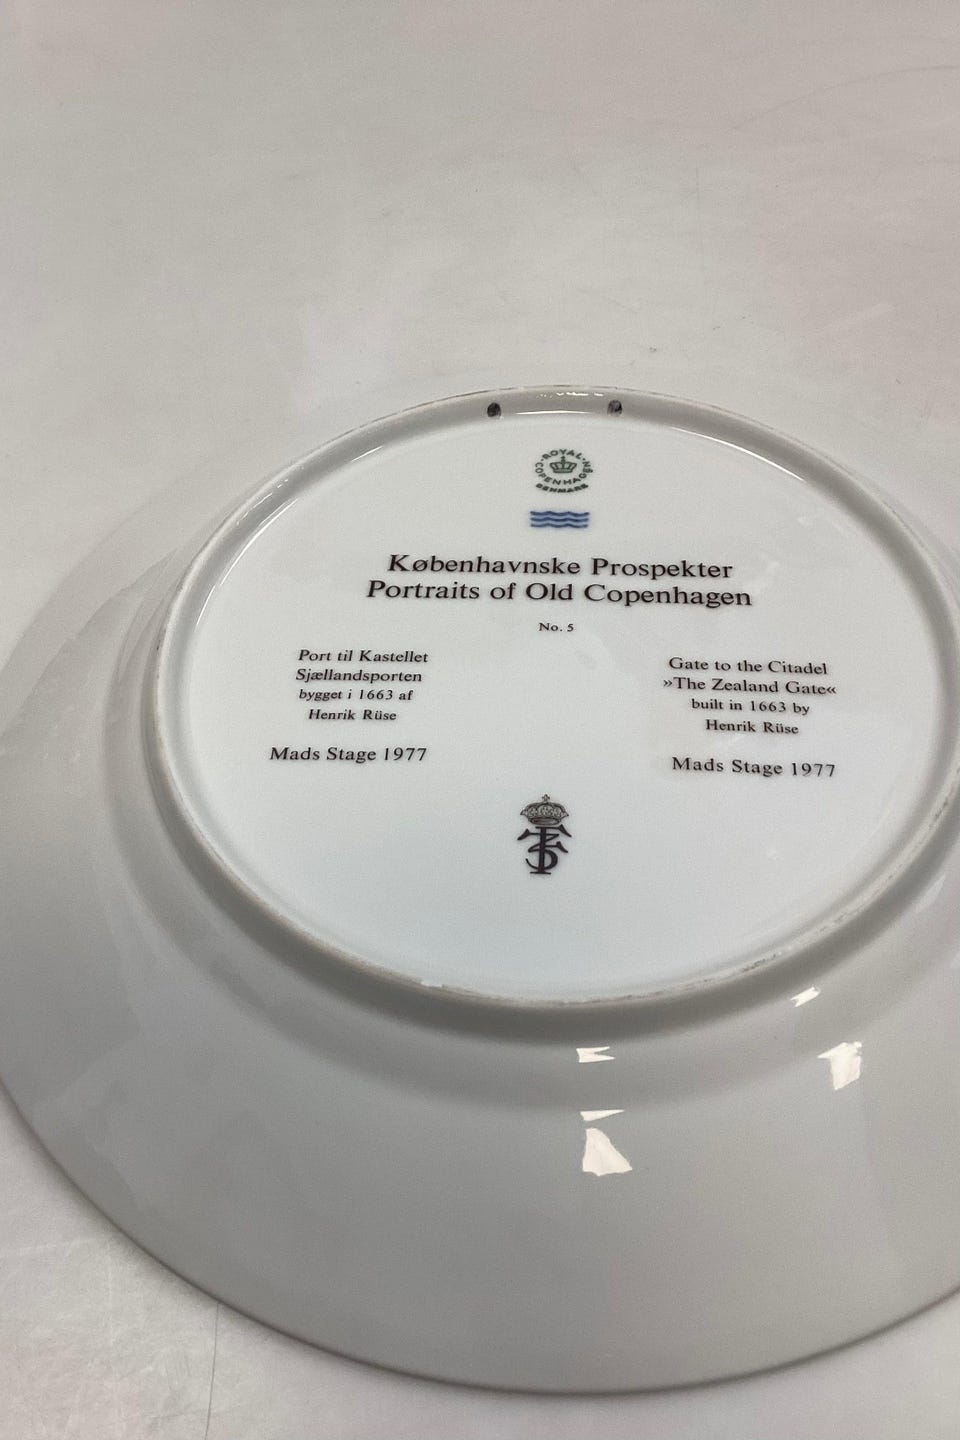 ROYAL COPENHAGEN
DENMARK
Københavnske Prospekter
Portraits of Old Copenhagen
No. 5
Port til Kastellet
Sjællandsporten
bygget i 1663 af
Henrik Rüse
Mads Stage 1977
Gate to the Citadel
»The Zealand Gate«
built in 1663 by
Henrik Rüse
Mads Stage 1977